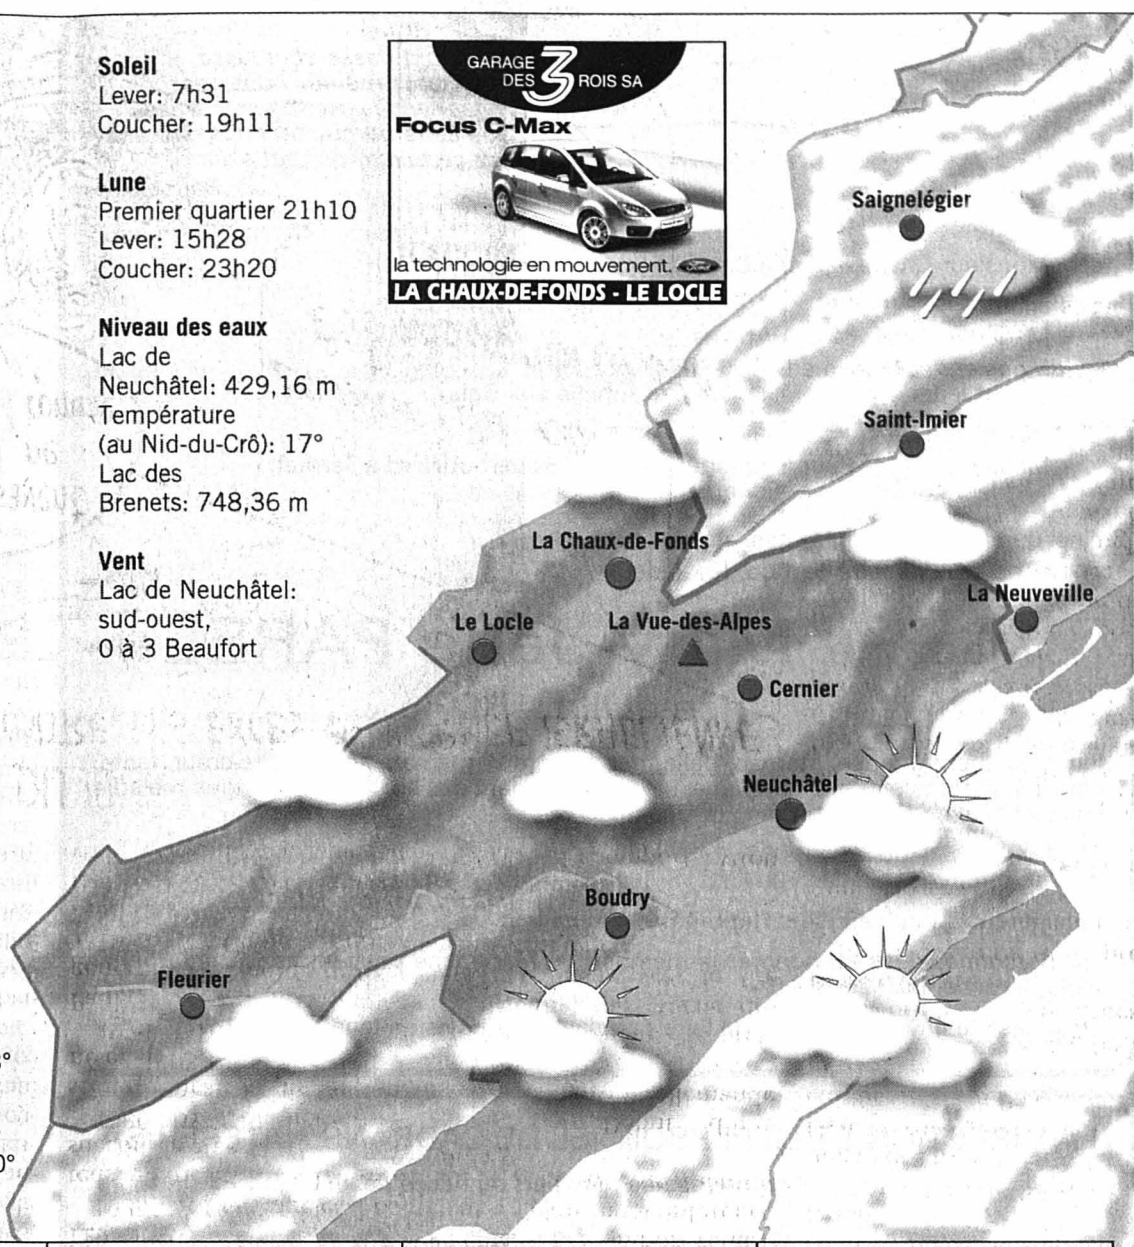 Soleil
Lever: 7h31
Coucher: 19h11
Lune
Premier quartier 21h10
Lever: 15h28
Coucher: 23h20
Niveau des eaux
Lac de
Neuchâtel: 429,16 m
Température
(au Nid-du-Crô): 17°
Lac des
Brenets: 748,36 m
Vent
Lac de Neuchâtel:
sud-ouest,
0 à 3 Beaufort
GARAGE
DES 3 ROIS SA
Focus C-Max
la technologie en mouvement. Ford
LA CHAUX-DE-FONDS - LE LOCLE
Saignelégier
Saint-Imier
La Chaux-de-Fonds
La Neuveville
Le Locle
La Vue-des-Alpes
Cernier
Neuchâtel
Boudry
Fleurier